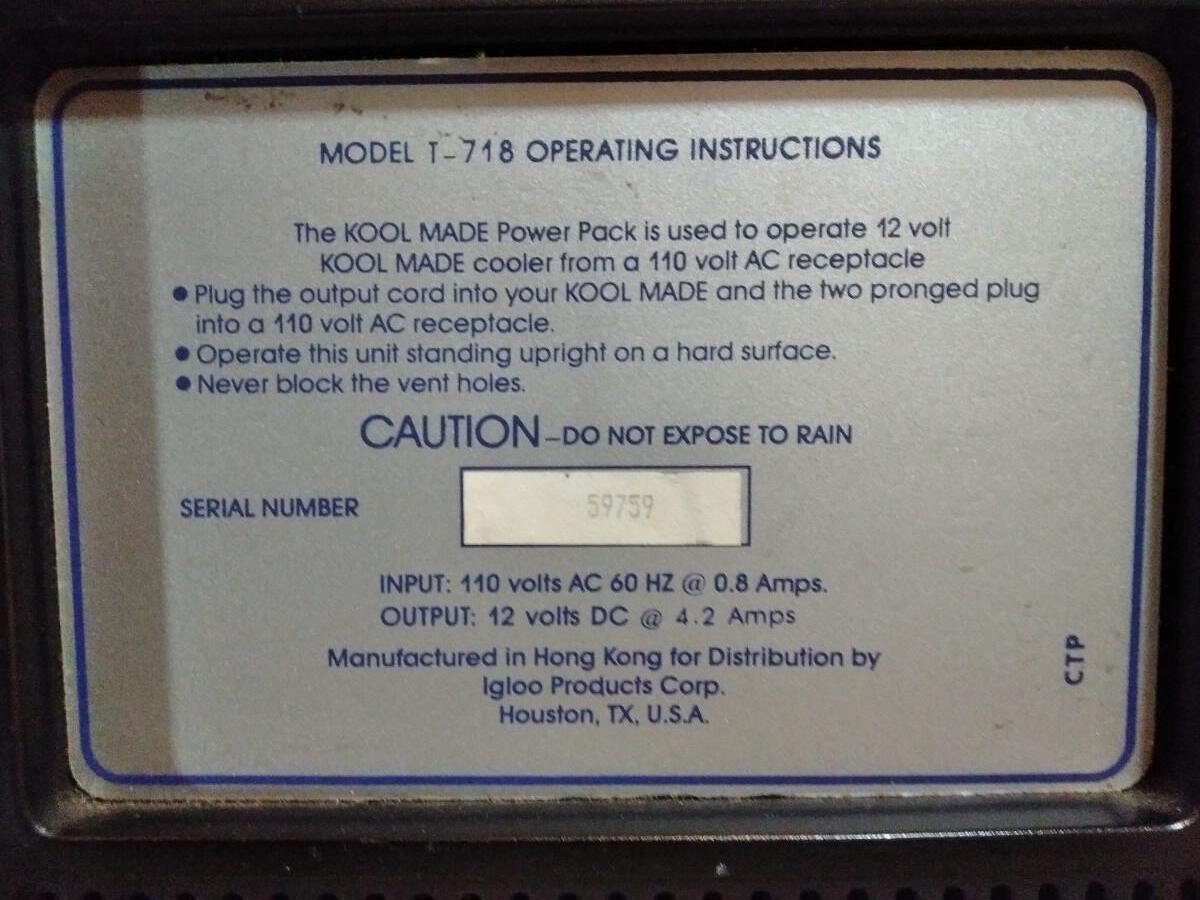 MODEL T-718 OPERATING INSTRUCTIONS
The KOOL MADE Power Pack is used to operate 12 volt
KOOL MADE cooler from a 110 volt AC receptacle
● Plug the output cord into your KOOL MADE and the two pronged plug
into a 110 volt AC receptacle.
● Operate this unit standing upright on a hard surface.
● Never block the vent holes.
CAUTION–DO NOT EXPOSE TO RAIN
SERIAL NUMBER 59759
INPUT: 110 volts AC 60 HZ @ 0.8 Amps.
OUTPUT: 12 volts DC @ 4.2 Amps
Manufactured in Hong Kong for Distribution by
Igloo Products Corp.
Houston, TX, U.S.A.
CTP